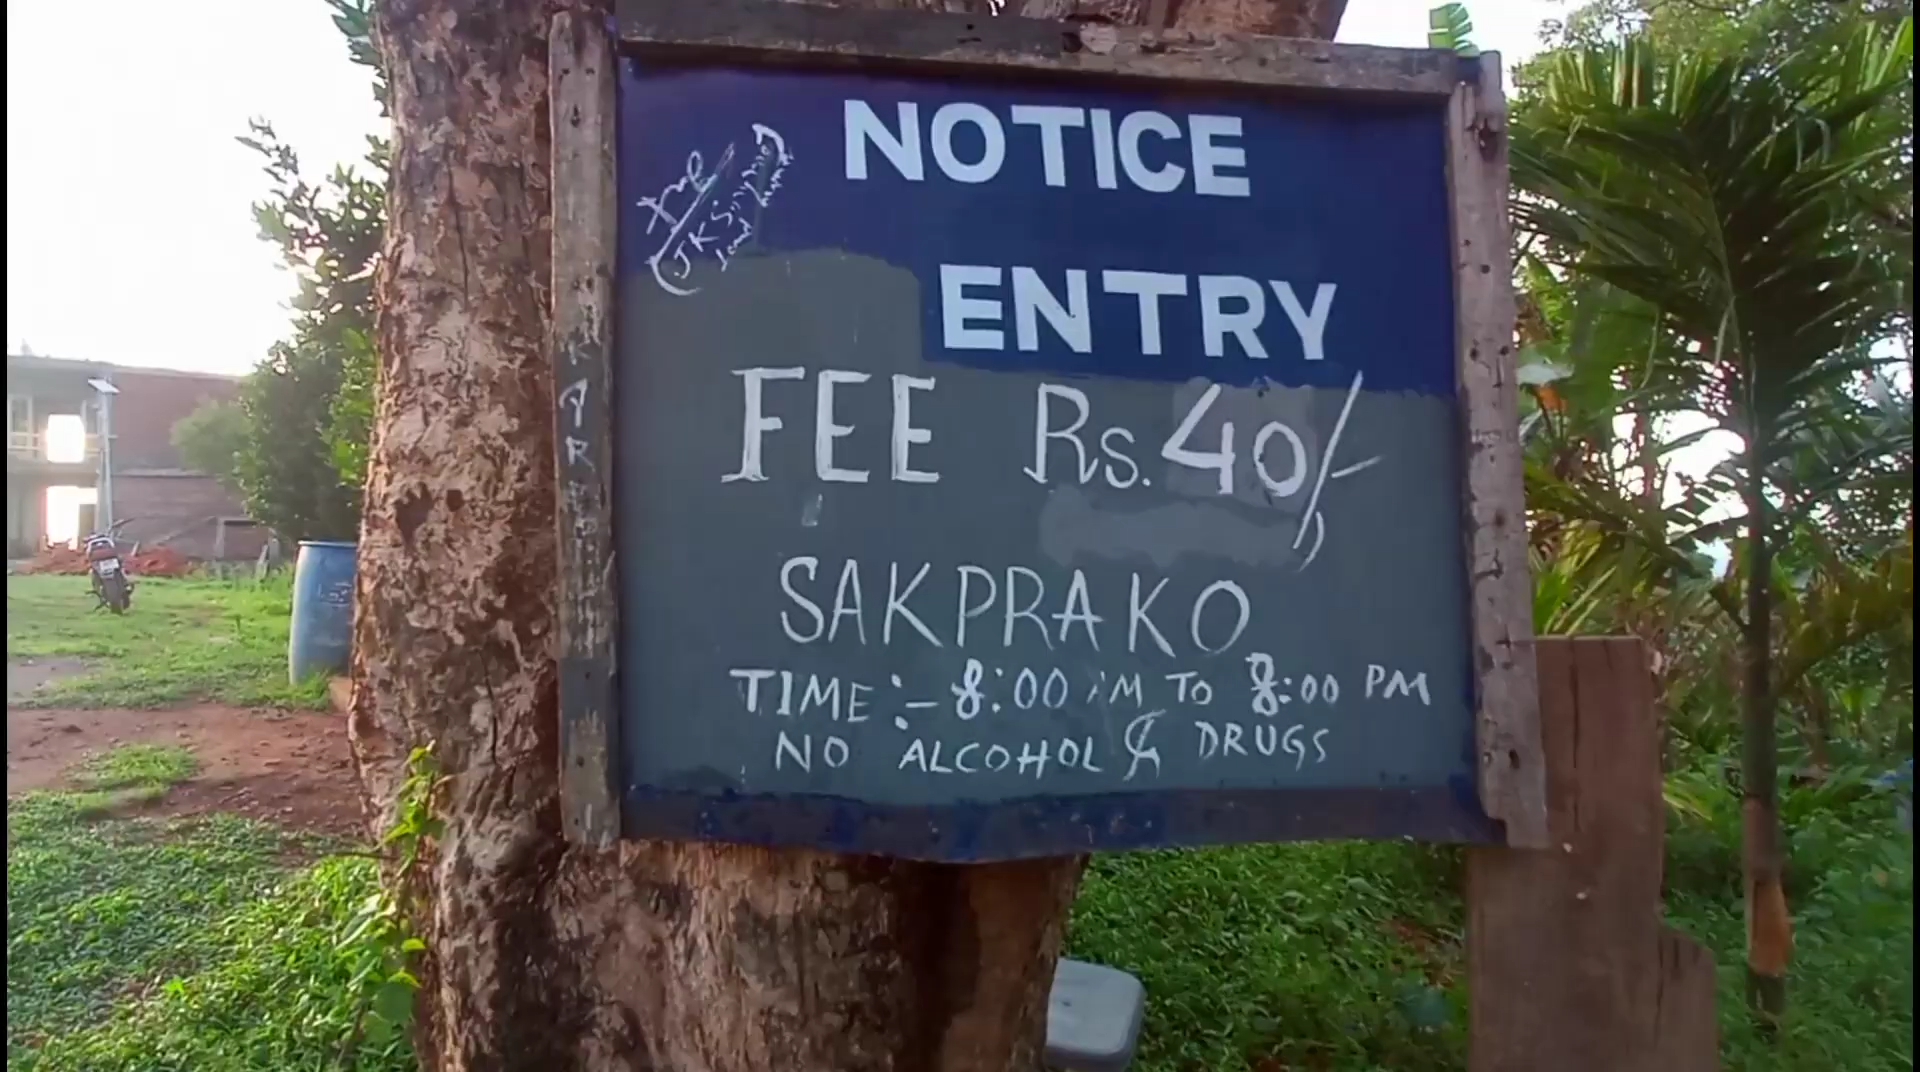 NOTICE
ENTRY
FEE Rs. 40/-
SAKPRAKO
TIME :- 8:00 AM TO 8:00 PM
NO ALCOHOL & DRUGS